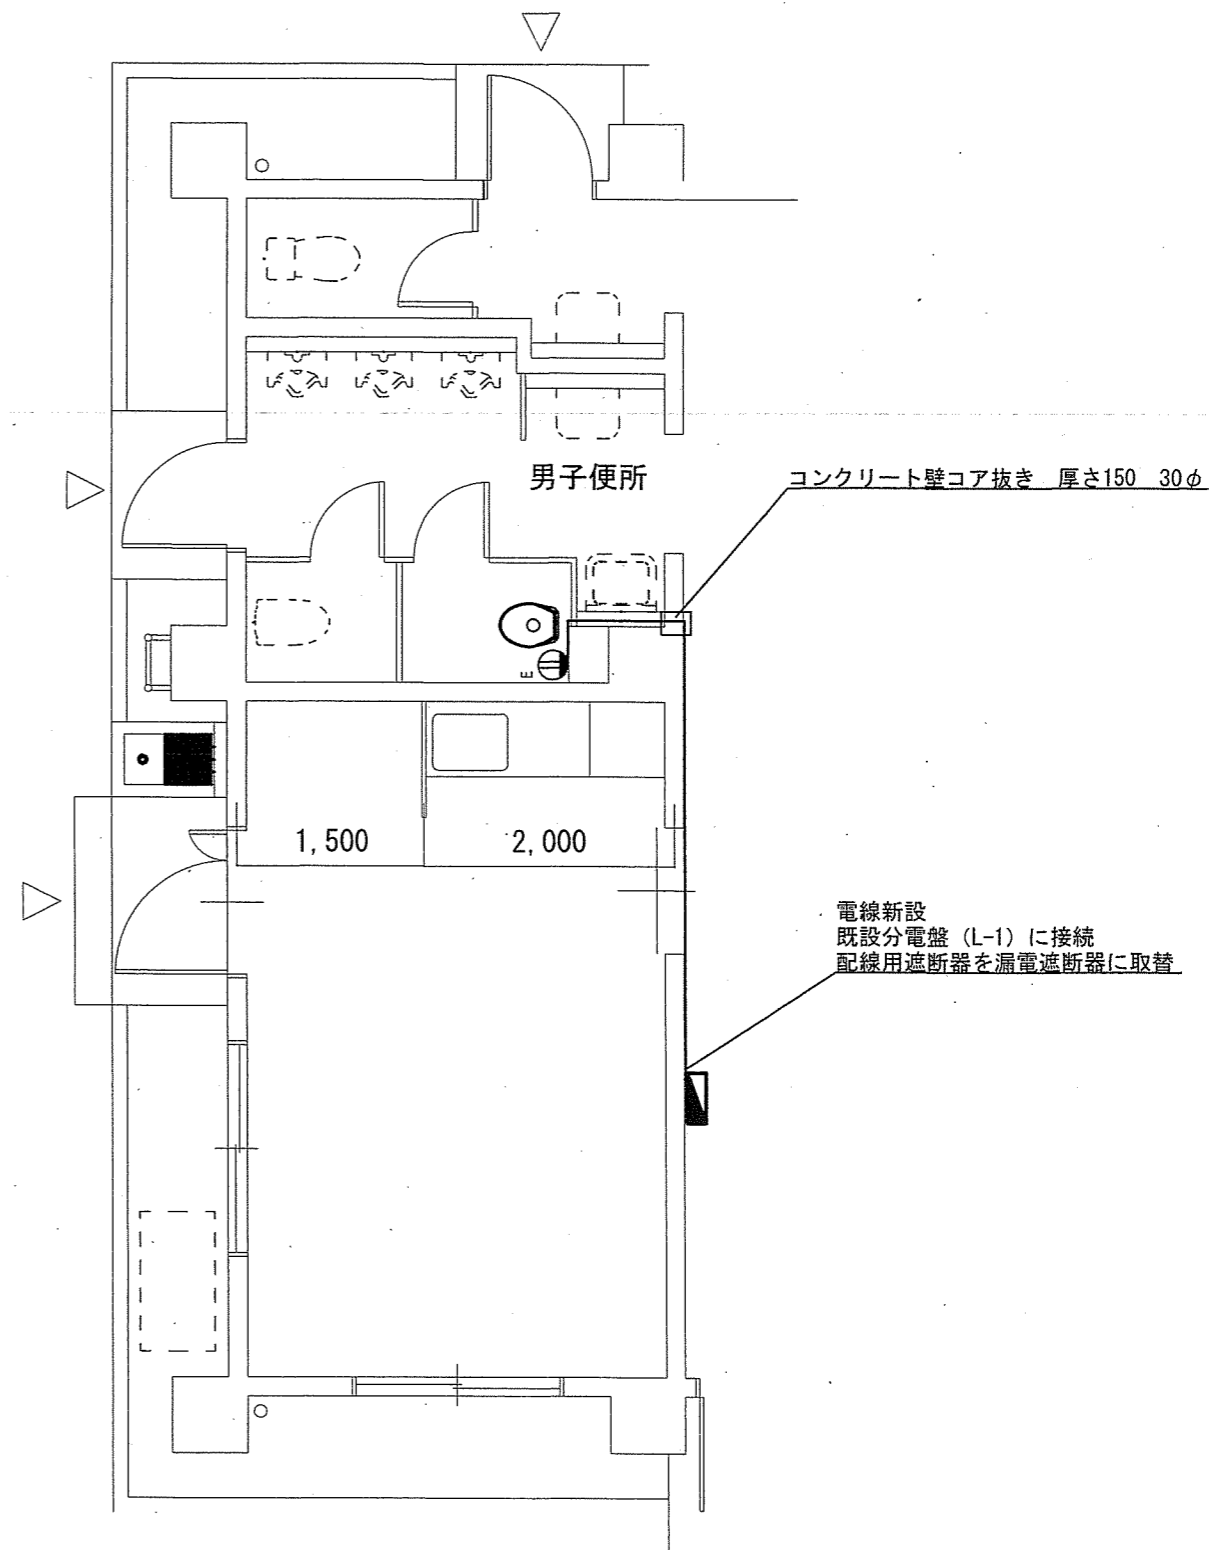 男子便所
コンクリート壁コア抜き 厚さ150 30φ
E
1,500
2,000
電線新設
既設分電盤 (L-1) に接続
配線用遮断器を漏電遮断器に取替